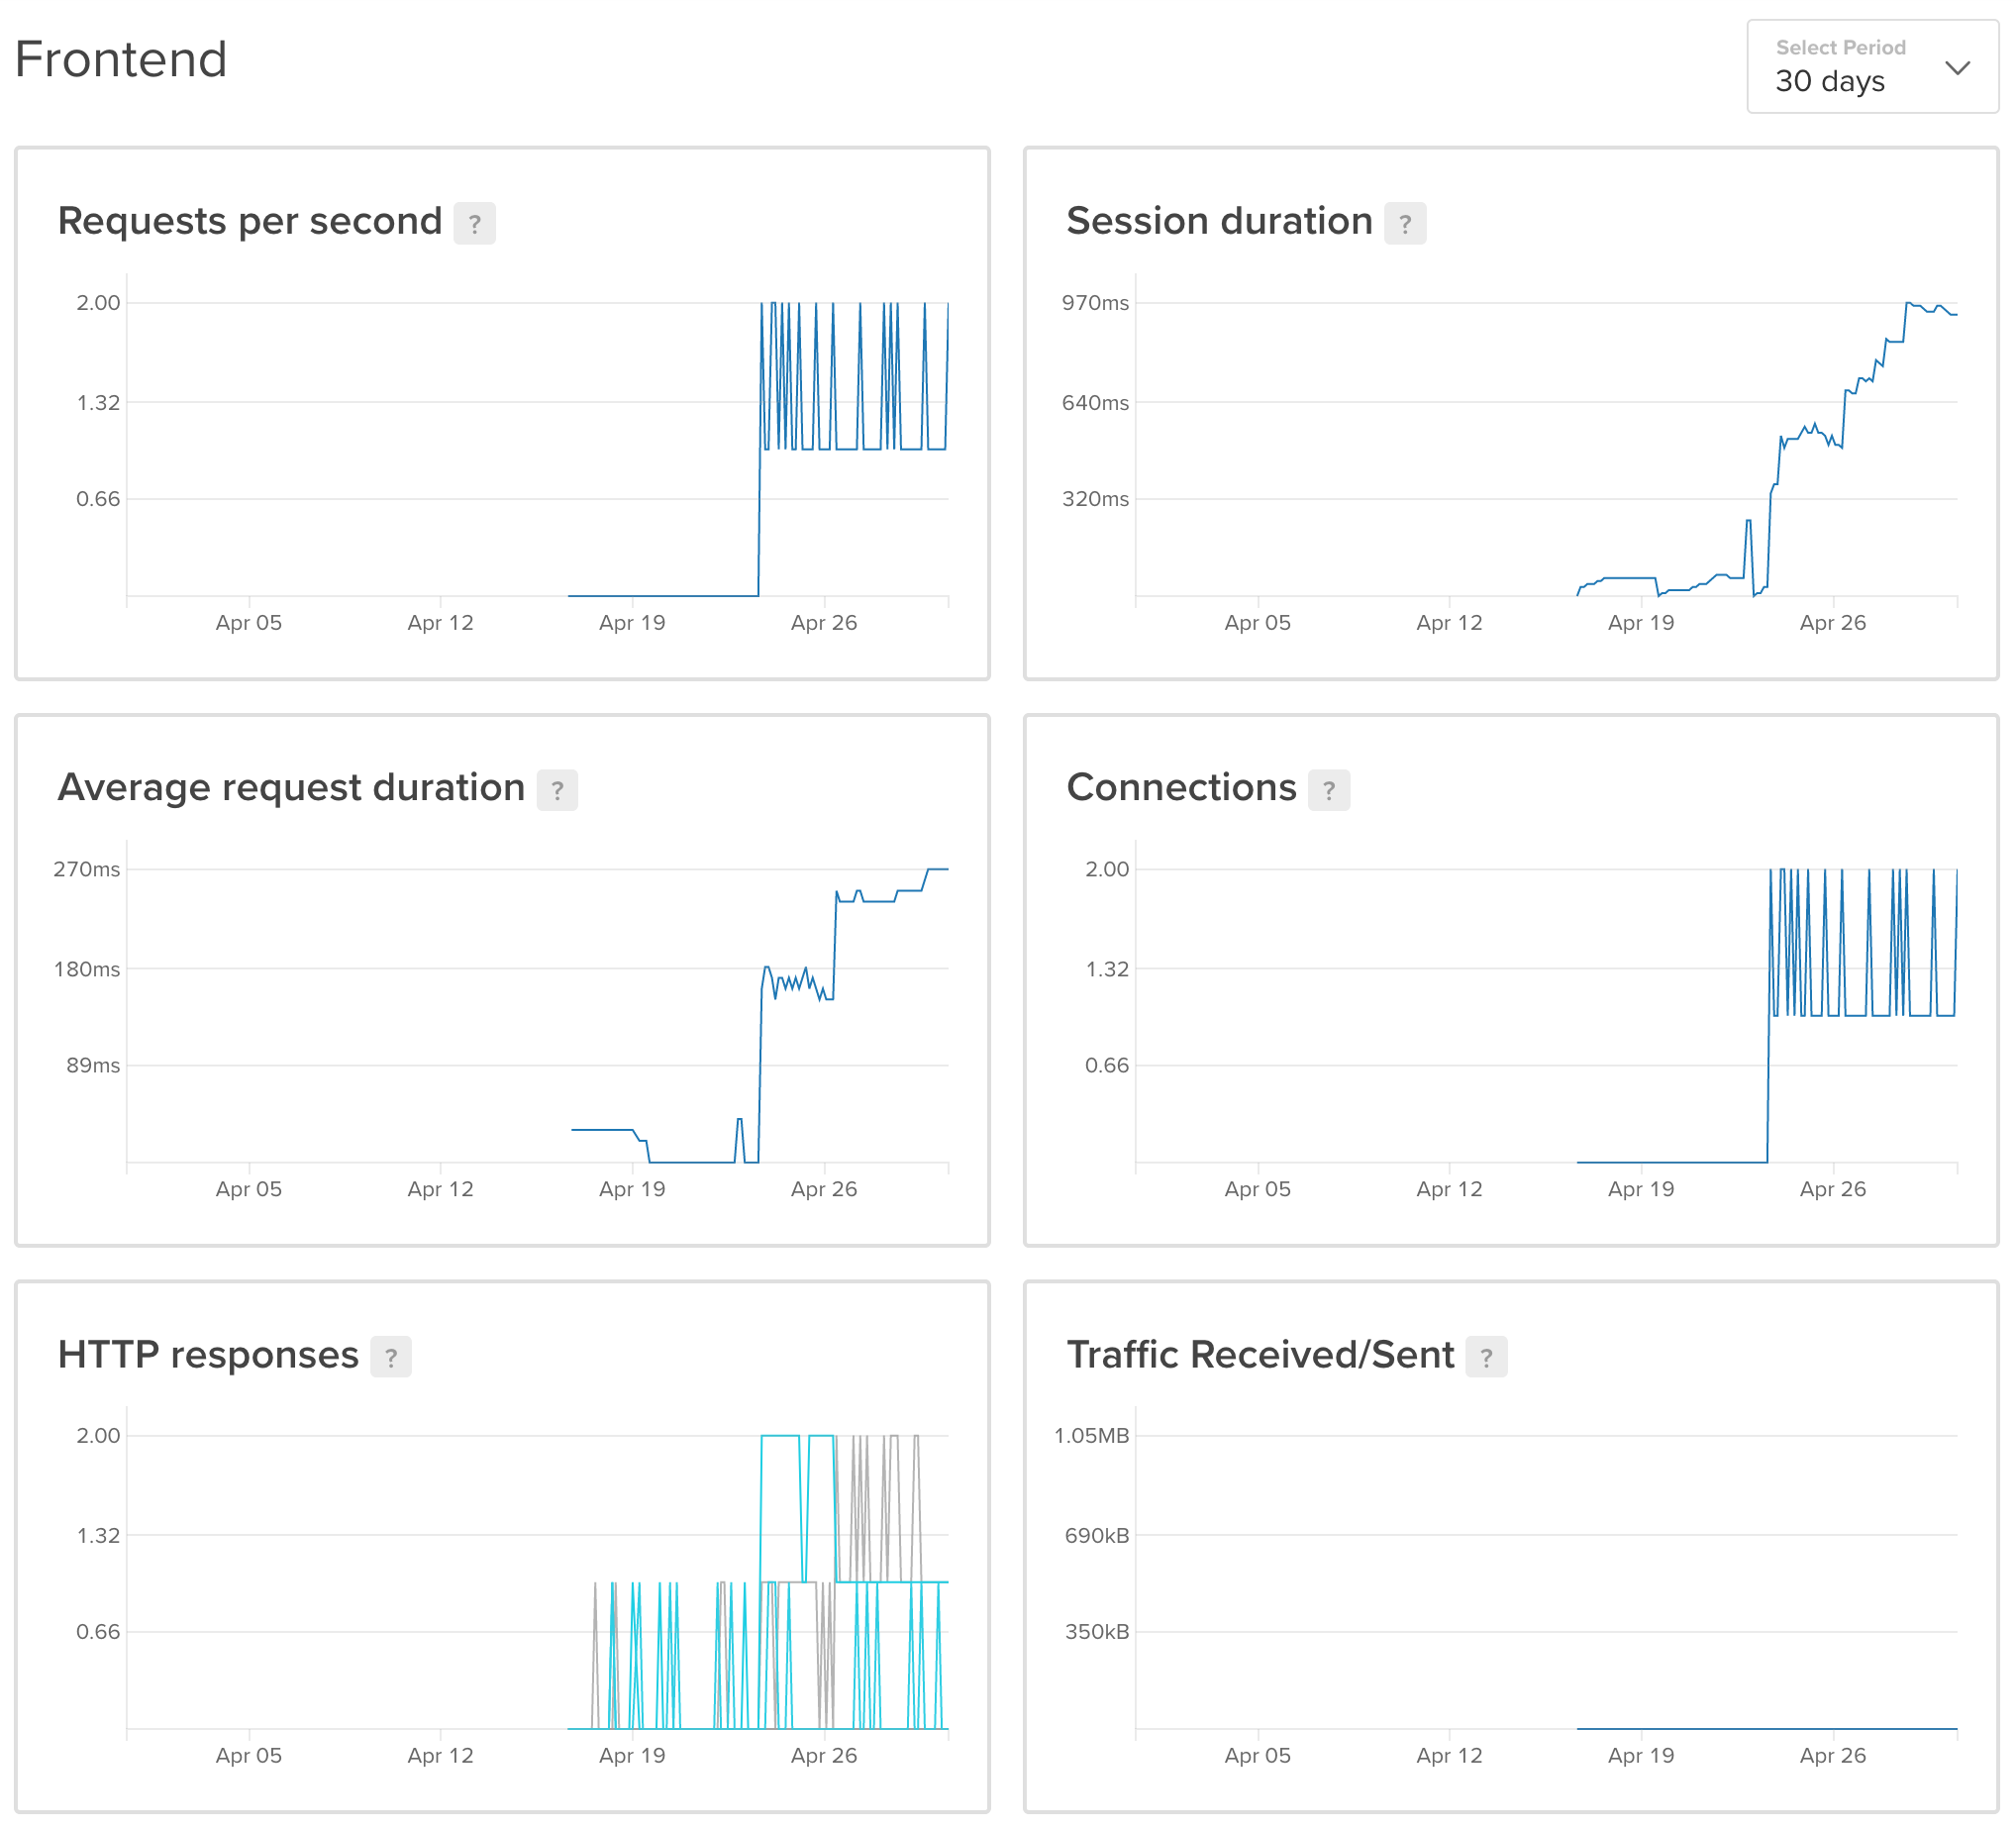 Frontend
Select Period
30 days
Requests per second ?
2.00
1.32
0.66
Apr 05 Apr 12 Apr 19 Apr 26
Session duration ?
970ms
640ms
320ms
Apr 05 Apr 12 Apr 19 Apr 26
Average request duration ?
270ms
180ms
89ms
Apr 05 Apr 12 Apr 19 Apr 26
Connections ?
2.00
1.32
0.66
Apr 05 Apr 12 Apr 19 Apr 26
HTTP responses ?
2.00
1.32
0.66
Apr 05 Apr 12 Apr 19 Apr 26
Traffic Received/Sent ?
1.05MB
690kB
350kB
Apr 05 Apr 12 Apr 19 Apr 26